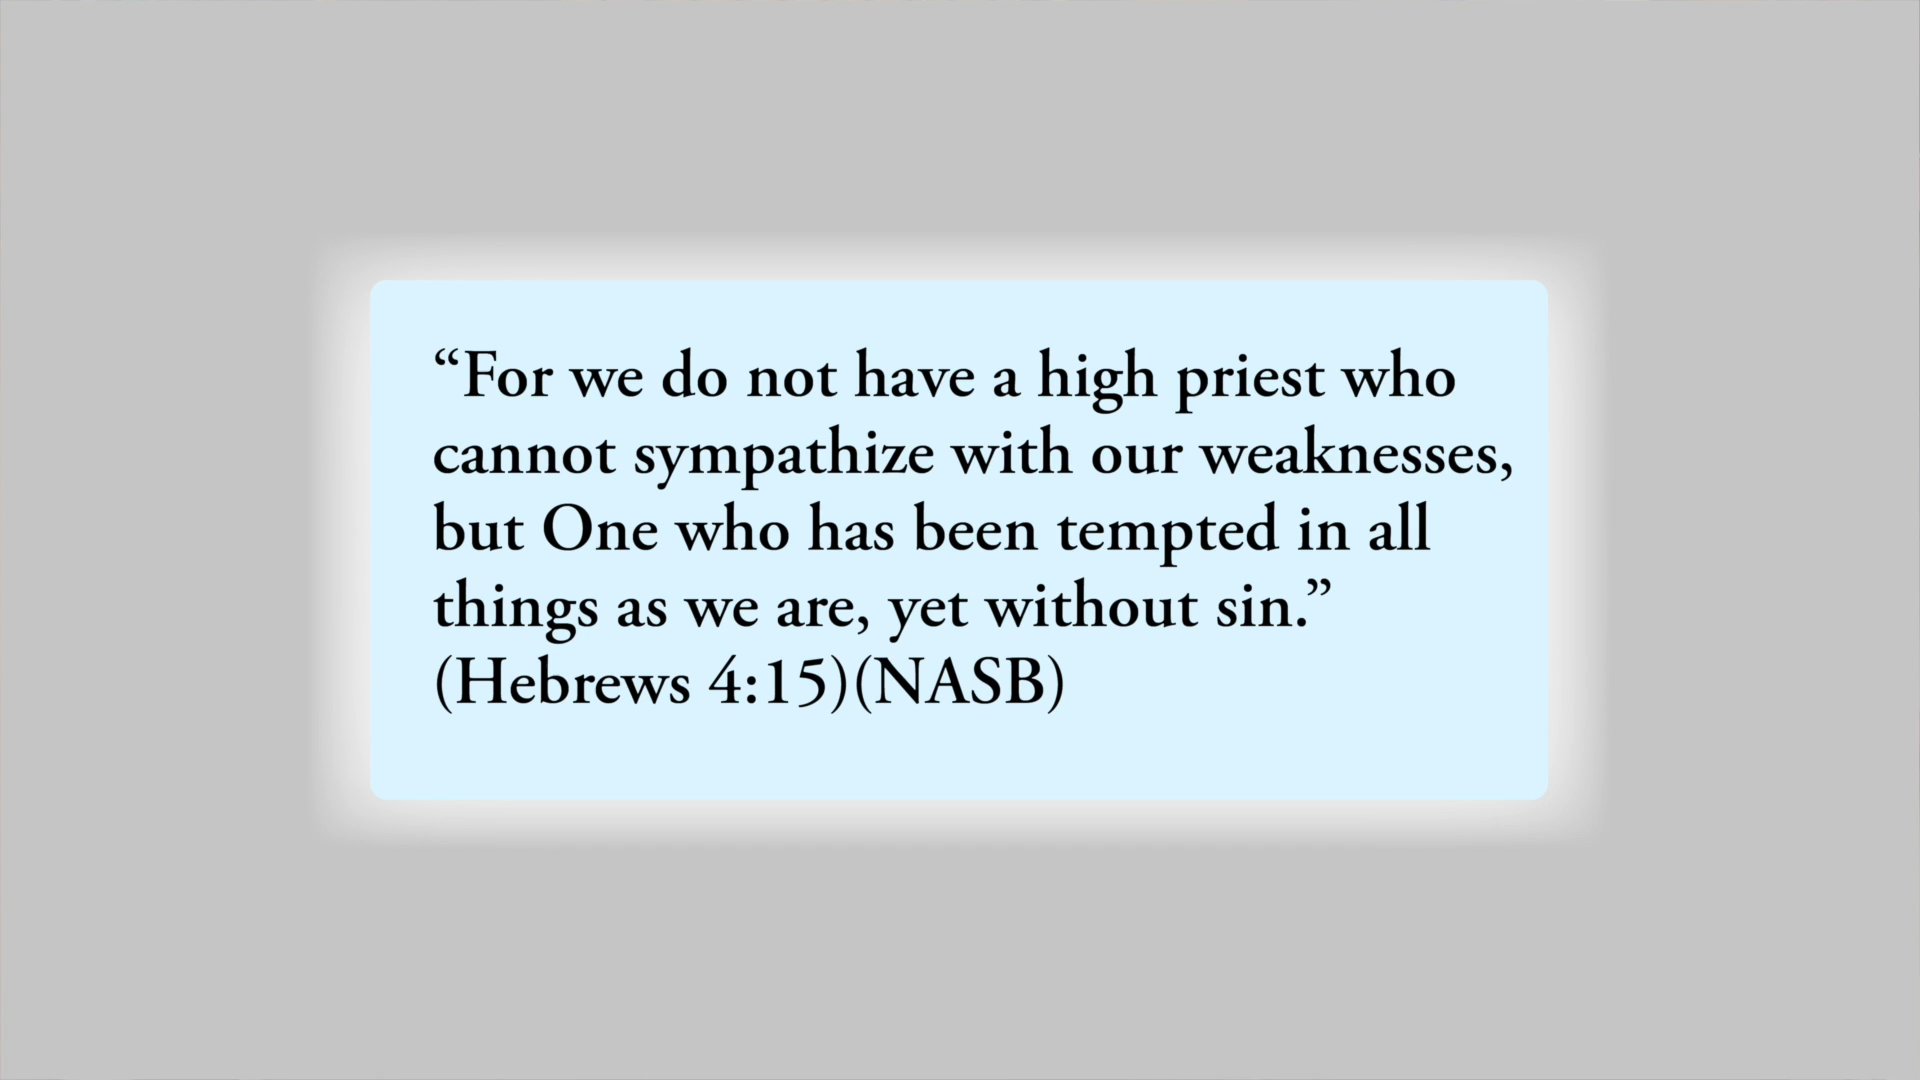 “For we do not have a high priest who
cannot sympathize with our weaknesses,
but One who has been tempted in all
things as we are, yet without sin.”
(Hebrews 4:15)(NASB)